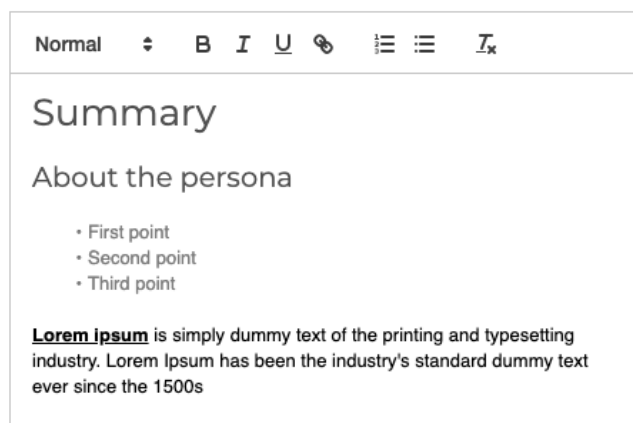 Normal B I U
Summary
About the persona
• First point
• Second point
• Third point
Lorem ipsum is simply dummy text of the printing and typesetting
industry. Lorem Ipsum has been the industry's standard dummy text
ever since the 1500s